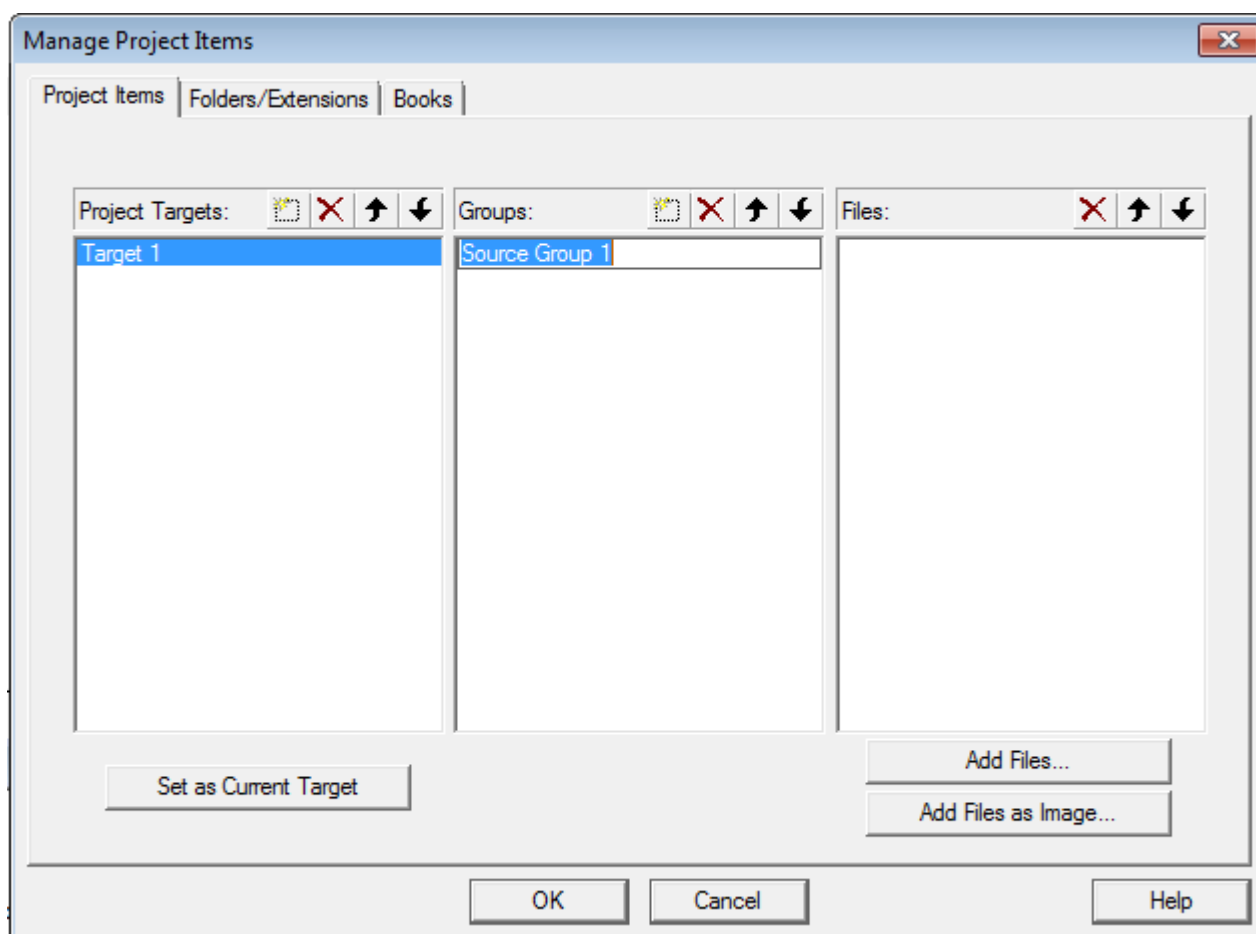 Manage Project Items
Project Items Folders/Extensions Books
Project Targets: Groups: Files:
Target 1 Source Group 1
Add Files...
Set as Current Target
Add Files as Image...
OK Cancel Help